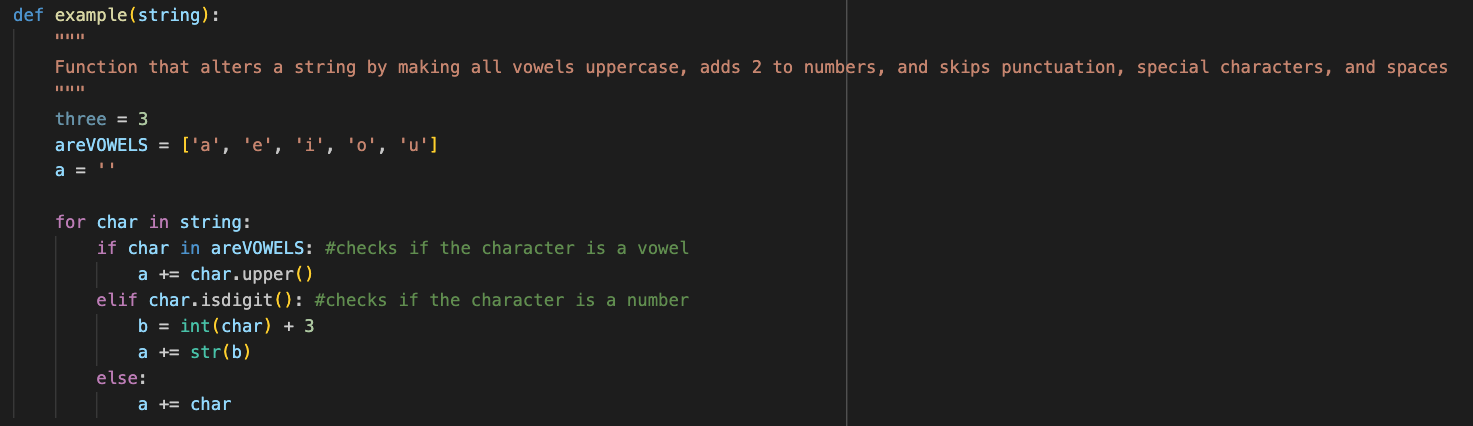 def example(string):
    """
    Function that alters a string by making all vowels uppercase, adds 2 to numbers, and skips punctuation, special characters, and spaces
    """
    three = 3
    areVOWELS = ['a', 'e', 'i', 'o', 'u']
    a = ''

    for char in string:
        if char in areVOWELS: #checks if the character is a vowel
            a += char.upper()
        elif char.isdigit(): #checks if the character is a number
            b = int(char) + 3
            a += str(b)
        else:
            a += char